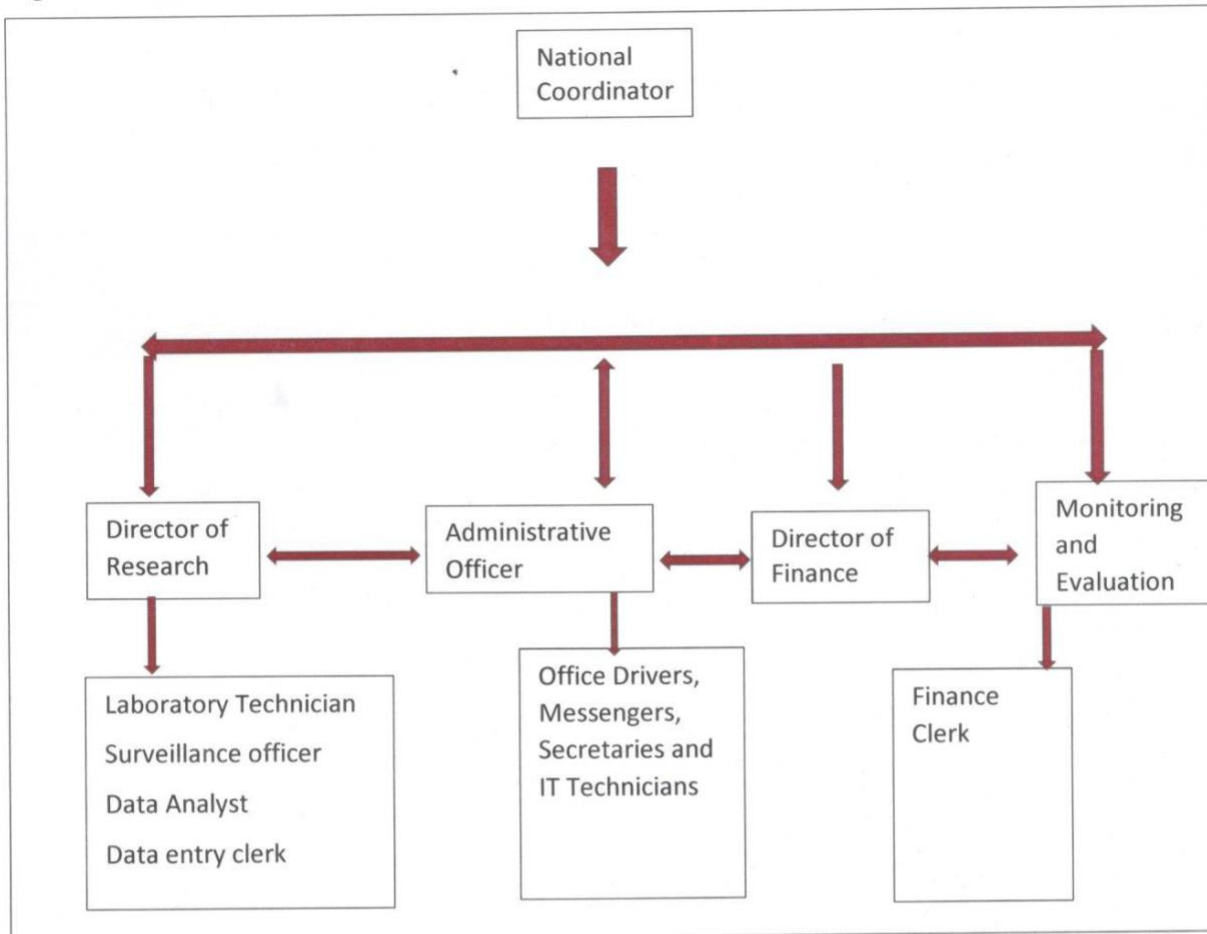 National
Coordinator
Director of
Research
Administrative
Officer
Director of
Finance
Monitoring
and
Evaluation
Laboratory Technician
Surveillance officer
Data Analyst
Data entry clerk
Office Drivers,
Messengers,
Secretaries and
IT Technicians
Finance
Clerk